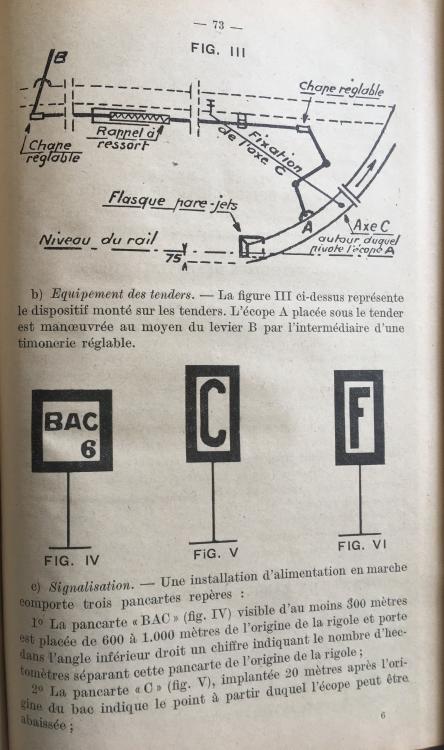 — 73 —
FIG. III
B
Chape réglable
Rappel à
ressort
Chape
réglable
Fixation
de l'axe C
Flasque pare-jets
A
Axe C
autour duquel
pivote l'écope A
Niveau du rail
75
b) Equipement des tenders. — La figure III ci-dessus représente
le dispositif monté sur les tenders. L'écope A placée sous le tender
est manœuvrée au moyen du levier B par l'intermédiaire d'une
timonerie réglable.
BAC
6
C
F
FIG. IV
FIG. V
FIG. VI
c) Signalisation. — Une installation d'alimentation en marche
comporte trois pancartes repères :
1º La pancarte « BAC » (fig. IV) visible d'au moins 300 mètres
est placée de 600 à 1.000 mètres de l'origine de la rigole et porte
dans l'angle inférieur droit un chiffre indiquant le nombre d'hec-
tomètres séparant cette pancarte de l'origine de la rigole ;
2º La pancarte « C » (fig. V), implantée 20 mètres après l'ori-
gine du bac indique le point à partir duquel l'écope peut être
abaissée ;
6